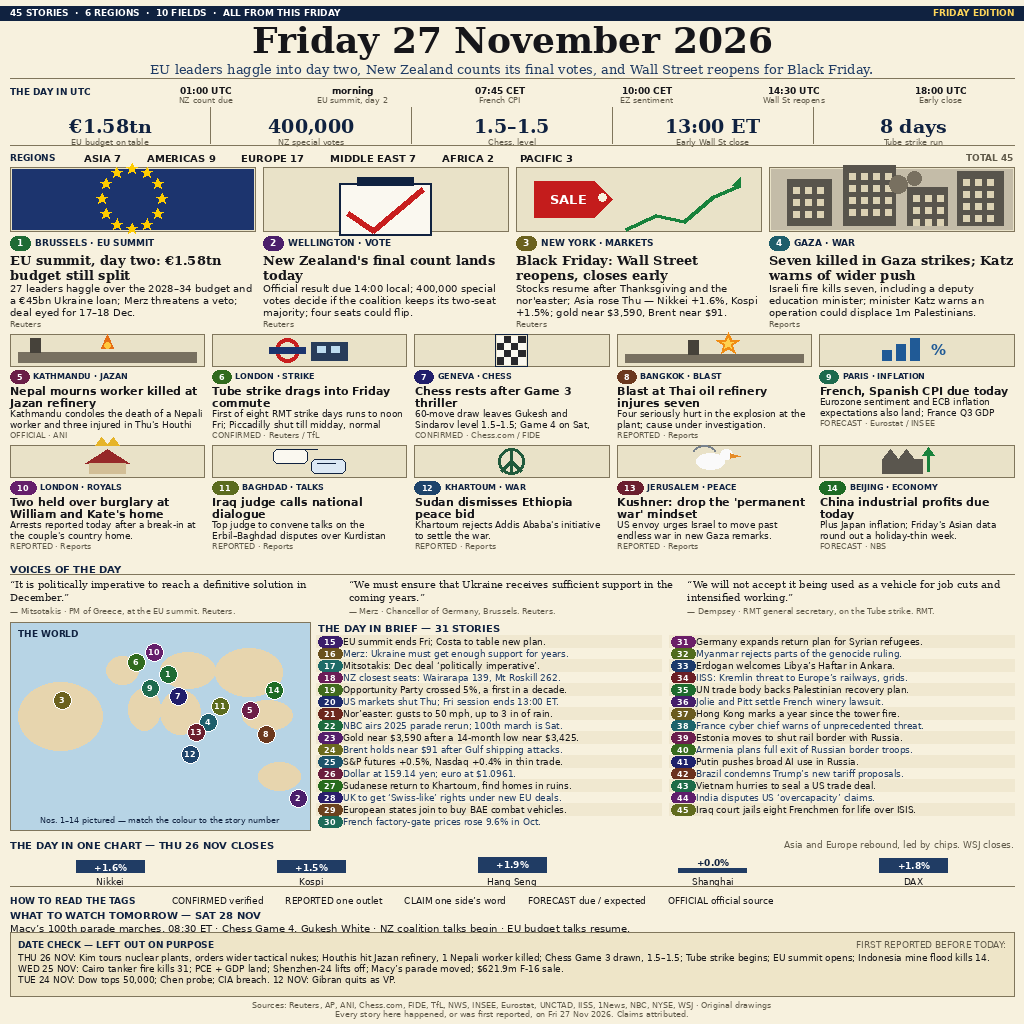 45 STORIES · 6 REGIONS · 10 FIELDS · ALL FROM THIS FRIDAY
FRIDAY EDITION
Friday 27 November 2026
EU leaders haggle into day two, New Zealand counts its final votes, and Wall Street reopens for Black Friday.
THE DAY IN UTC
01:00 UTC
NZ count due
morning
EU summit, day 2
07:45 CET
French CPI
10:00 CET
EZ sentiment
14:30 UTC
Wall St reopens
18:00 UTC
Early close
€1.58tn
EU budget on table
400,000
NZ special votes
1.5–1.5
Chess, level
13:00 ET
Early Wall St close
8 days
Tube strike run
REGIONS
ASIA 7
AMERICAS 9
EUROPE 17
MIDDLE EAST 7
AFRICA 2
PACIFIC 3
TOTAL 45
SALE
1 BRUSSELS · EU SUMMIT
EU summit, day two: €1.58tn
budget still split
27 leaders haggle over the 2028–34 budget and
a €45bn Ukraine loan; Merz threatens a veto;
deal eyed for 17–18 Dec.
Reuters
2 WELLINGTON · VOTE
New Zealand's final count lands
today
Official result due 14:00 local; 400,000 special
votes decide if the coalition keeps its two-seat
majority; four seats could flip.
Reuters
3 NEW YORK · MARKETS
Black Friday: Wall Street
reopens, closes early
Stocks resume after Thanksgiving and the
nor'easter; Asia rose Thu — Nikkei +1.6%, Kospi
+1.5%; gold near $3,590, Brent near $91.
Reuters
4 GAZA · WAR
Seven killed in Gaza strikes; Katz
warns of wider push
Israeli fire kills seven, including a deputy
education minister; minister Katz warns an
operation could displace 1m Palestinians.
Reports
%
5 KATHMANDU · JAZAN
Nepal mourns worker killed at
Jazan refinery
Kathmandu condoles the death of a Nepali
worker and three injured in Thu's Houthi
OFFICIAL · ANI
6 LONDON · STRIKE
Tube strike drags into Friday
commute
First of eight RMT strike days runs to noon
Fri; Piccadilly shut till midday, normal
CONFIRMED · Reuters / TfL
7 GENEVA · CHESS
Chess rests after Game 3
thriller
60-move draw leaves Gukesh and
Sindarov level 1.5–1.5; Game 4 on Sat,
CONFIRMED · Chess.com / FIDE
8 BANGKOK · BLAST
Blast at Thai oil refinery
injures seven
Four seriously hurt in the explosion at the
plant; cause under investigation.
REPORTED · Reports
9 PARIS · INFLATION
French, Spanish CPI due today
Eurozone sentiment and ECB inflation
expectations also land; France Q3 GDP
FORECAST · Eurostat / INSEE
10 LONDON · ROYALS
Two held over burglary at
William and Kate's home
Arrests reported today after a break-in at
the couple's country home.
REPORTED · Reports
11 BAGHDAD · TALKS
Iraq judge calls national
dialogue
Top judge to convene talks on the
Erbil–Baghdad disputes over Kurdistan
REPORTED · Reports
12 KHARTOUM · WAR
Sudan dismisses Ethiopia
peace bid
Khartoum rejects Addis Ababa's initiative
to settle the war.
REPORTED · Reports
13 JERUSALEM · PEACE
Kushner: drop the 'permanent
war' mindset
US envoy urges Israel to move past
endless war in new Gaza remarks.
REPORTED · Reports
14 BEIJING · ECONOMY
China industrial profits due
today
Plus Japan inflation; Friday's Asian data
round out a holiday-thin week.
FORECAST · NBS
VOICES OF THE DAY
“It is politically imperative to reach a definitive solution in
December.”
— Mitsotakis · PM of Greece, at the EU summit. Reuters.
“We must ensure that Ukraine receives sufficient support in the
coming years.”
— Merz · Chancellor of Germany, Brussels. Reuters.
“We will not accept it being used as a vehicle for job cuts and
intensified working.”
— Dempsey · RMT general secretary, on the Tube strike. RMT.
THE WORLD
10
6
1
9
7
3
14
11
5
4
13
8
12
2
Nos. 1–14 pictured — match the colour to the story number
THE DAY IN BRIEF — 31 STORIES
15 EU summit ends Fri; Costa to table new plan.
16 Merz: Ukraine must get enough support for years.
17 Mitsotakis: Dec deal ‘politically imperative’.
18 NZ closest seats: Wairarapa 139, Mt Roskill 262.
19 Opportunity Party crossed 5%, a first in a decade.
20 US markets shut Thu; Fri session ends 13:00 ET.
21 Nor’easter: gusts to 50 mph, up to 3 in of rain.
22 NBC airs 2025 parade rerun; 100th march is Sat.
23 Gold near $3,590 after a 14-month low near $3,425.
24 Brent holds near $91 after Gulf shipping attacks.
25 S&P futures +0.5%, Nasdaq +0.4% in thin trade.
26 Dollar at 159.14 yen; euro at $1.0961.
27 Sudanese return to Khartoum, find homes in ruins.
28 UK to get ‘Swiss-like’ rights under new EU deals.
29 European states join to buy BAE combat vehicles.
30 French factory-gate prices rose 9.6% in Oct.
31 Germany expands return plan for Syrian refugees.
32 Myanmar rejects parts of the genocide ruling.
33 Erdogan welcomes Libya’s Haftar in Ankara.
34 IISS: Kremlin threat to Europe’s railways, grids.
35 UN trade body backs Palestinian recovery plan.
36 Jolie and Pitt settle French winery lawsuit.
37 Hong Kong marks a year since the tower fire.
38 France cyber chief warns of unprecedented threat.
39 Estonia moves to shut rail border with Russia.
40 Armenia plans full exit of Russian border troops.
41 Putin pushes broad AI use in Russia.
42 Brazil condemns Trump’s new tariff proposals.
43 Vietnam hurries to seal a US trade deal.
44 India disputes US ‘overcapacity’ claims.
45 Iraq court jails eight Frenchmen for life over ISIS.
THE DAY IN ONE CHART — THU 26 NOV CLOSES
Asia and Europe rebound, led by chips. WSJ closes.
+1.6%
Nikkei
+1.5%
Kospi
+1.9%
Hang Seng
+0.0%
Shanghai
+1.8%
DAX
HOW TO READ THE TAGS
CONFIRMED verified
REPORTED one outlet
CLAIM one side's word
FORECAST due / expected
OFFICIAL official source
WHAT TO WATCH TOMORROW — SAT 28 NOV
Macy’s 100th parade marches, 08:30 ET · Chess Game 4, Gukesh White · NZ coalition talks begin · EU budget talks resume.
DATE CHECK — LEFT OUT ON PURPOSE
FIRST REPORTED BEFORE TODAY:
THU 26 NOV: Kim tours nuclear plants, orders wider tactical nukes; Houthis hit Jazan refinery, 1 Nepali worker killed; Chess Game 3 drawn, 1.5–1.5; Tube strike begins; EU summit opens; Indonesia mine flood kills 14.
WED 25 NOV: Cairo tanker fire kills 31; PCE + GDP land; Shenzhen-24 lifts off; Macy’s parade moved; $621.9m F-16 sale.
TUE 24 NOV: Dow tops 50,000; Chen probe; CIA breach. 12 NOV: Gibran quits as VP.
Sources: Reuters, AP, ANI, Chess.com, FIDE, TfL, NWS, INSEE, Eurostat, UNCTAD, IISS, 1News, NBC, NYSE, WSJ · Original drawings
Every story here happened, or was first reported, on Fri 27 Nov 2026. Claims attributed.